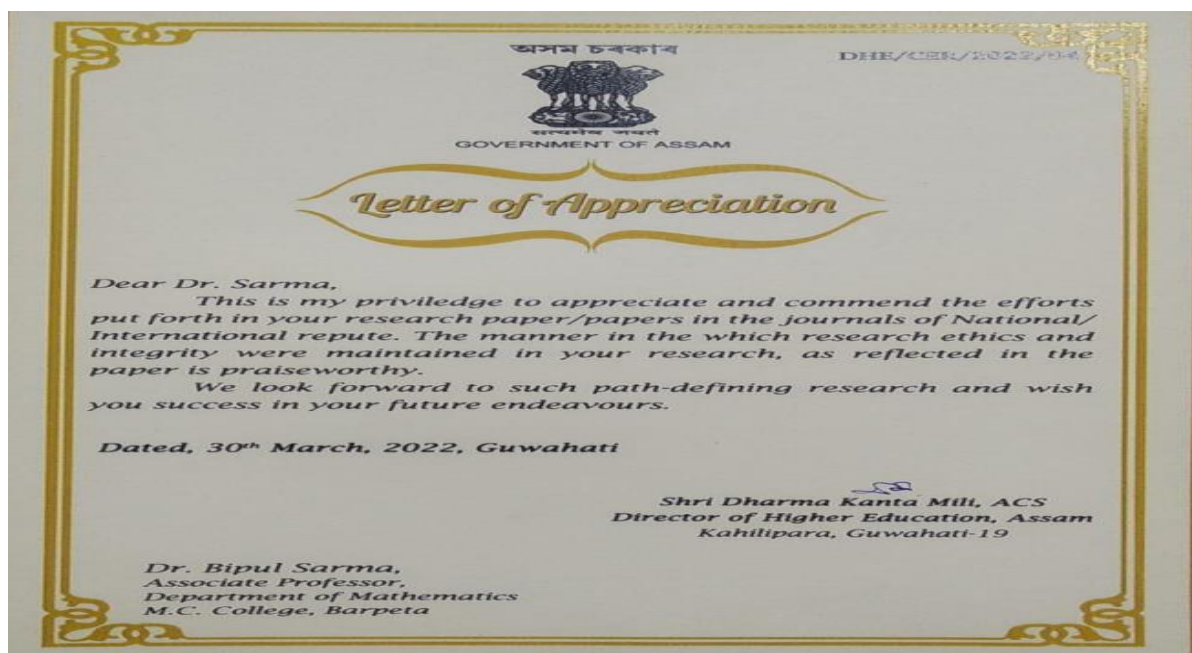 অসম চৰকাৰ
DHE/CER/2022/04
सत्यमेव जयते
GOVERNMENT OF ASSAM
Letter of Appreciation
Dear Dr. Sarma,
This is my priviledge to appreciate and commend the efforts
put forth in your research paper/papers in the journals of National/
International repute. The manner in the which research ethics and
integrity were maintained in your research, as reflected in the
paper is praiseworthy.
We look forward to such path-defining research and wish
you success in your future endeavours.
Dated, 30th March, 2022, Guwahati
Shri Dharma Kanta Mili, ACS
Director of Higher Education, Assam
Kahilipara, Guwahati-19
Dr. Bipul Sarma,
Associate Professor,
Department of Mathematics
M.C. College, Barpeta